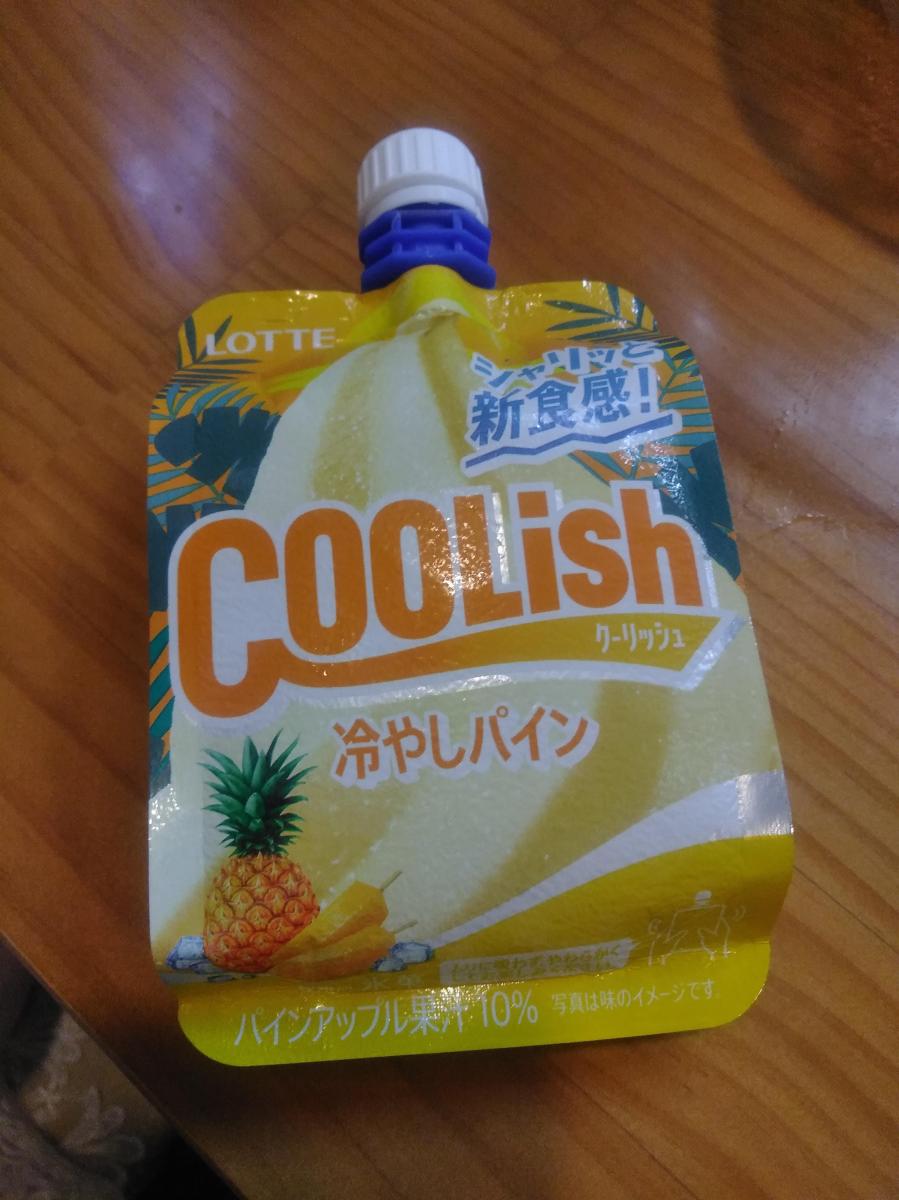 LOTTE
シャリッと
新食感!
COOLish
クーリッシュ
冷やしパイン
氷菓
パインアップル果汁10%
写真は味のイメージです。